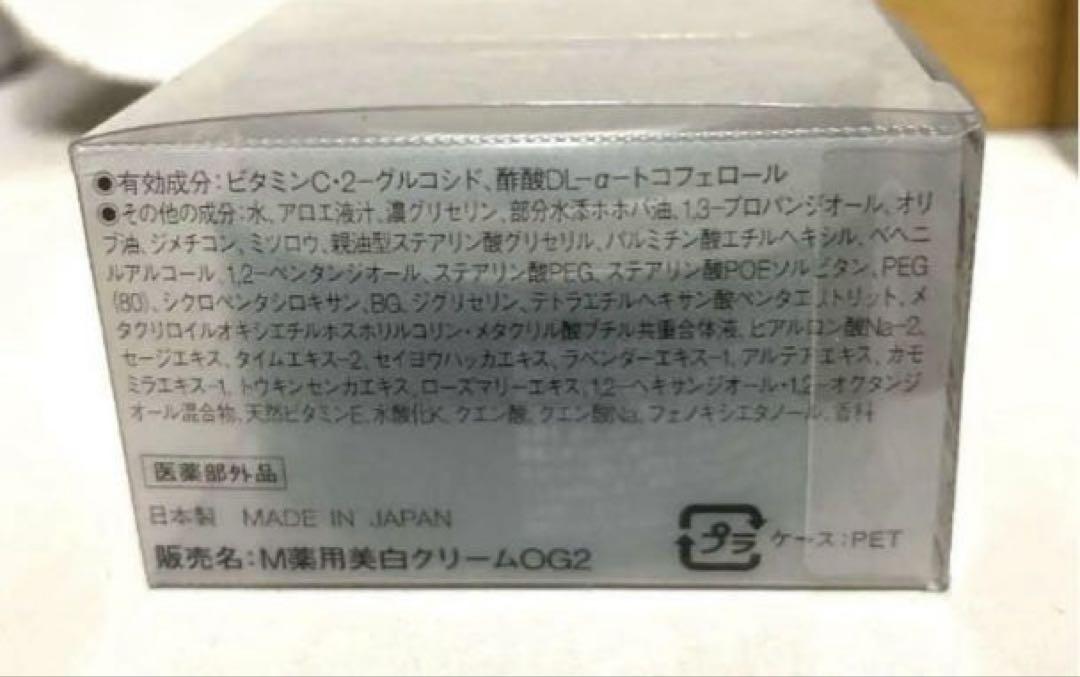 ●有効成分:ビタミンC・2-グルコシド、酢酸DL-α-トコフェロール
●その他の成分:水、アロエ液汁、濃グリセリン、部分水添ホホバ油、1,3-プロパンジオール、オリ
ブ油、ジメチコン、ミツロウ、親油型ステアリン酸グリセリル、パルミチン酸エチルヘキシル、ベヘニ
ルアルコール、1,2-ペンタンジオール、ステアリン酸PEG、ステアリン酸POEソルビタン、PEG
(80)、シクロペンタシロキサン、BG、ジグリセリン、テトラエチルヘキサン酸ペンタエリトリット、メ
タクリロイルオキシエチルホスホリルコリン・メタクリル酸ブチル共重合体液、ヒアルロン酸Na-2、
セージエキス、タイムエキス-2、セイヨウハッカエキス、ラベンダーエキス-1、アルテアエキス、カモ
ミラエキス-1、トウキンセンカエキス、ローズマリーエキス、1,2-ヘキサンジオール・1,2-オクタンジ
オール混合物、天然ビタミンE、水酸化K、クエン酸、クエン酸Na、フェノキシエタノール、香料
医薬部外品
日本製 MADE IN JAPAN
販売名:M薬用美白クリームOG2
プラ ケース:PET